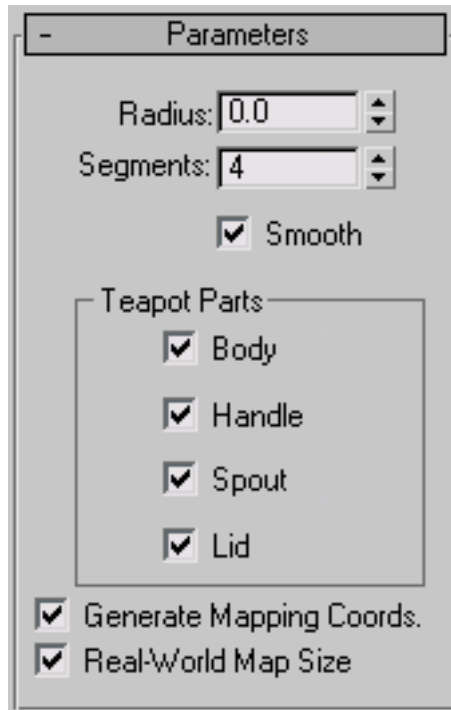 - Parameters
Radius: 0.0
Segments: 4
Smooth
Teapot Parts
Body
Handle
Spout
Lid
Generate Mapping Coords.
Real-World Map Size